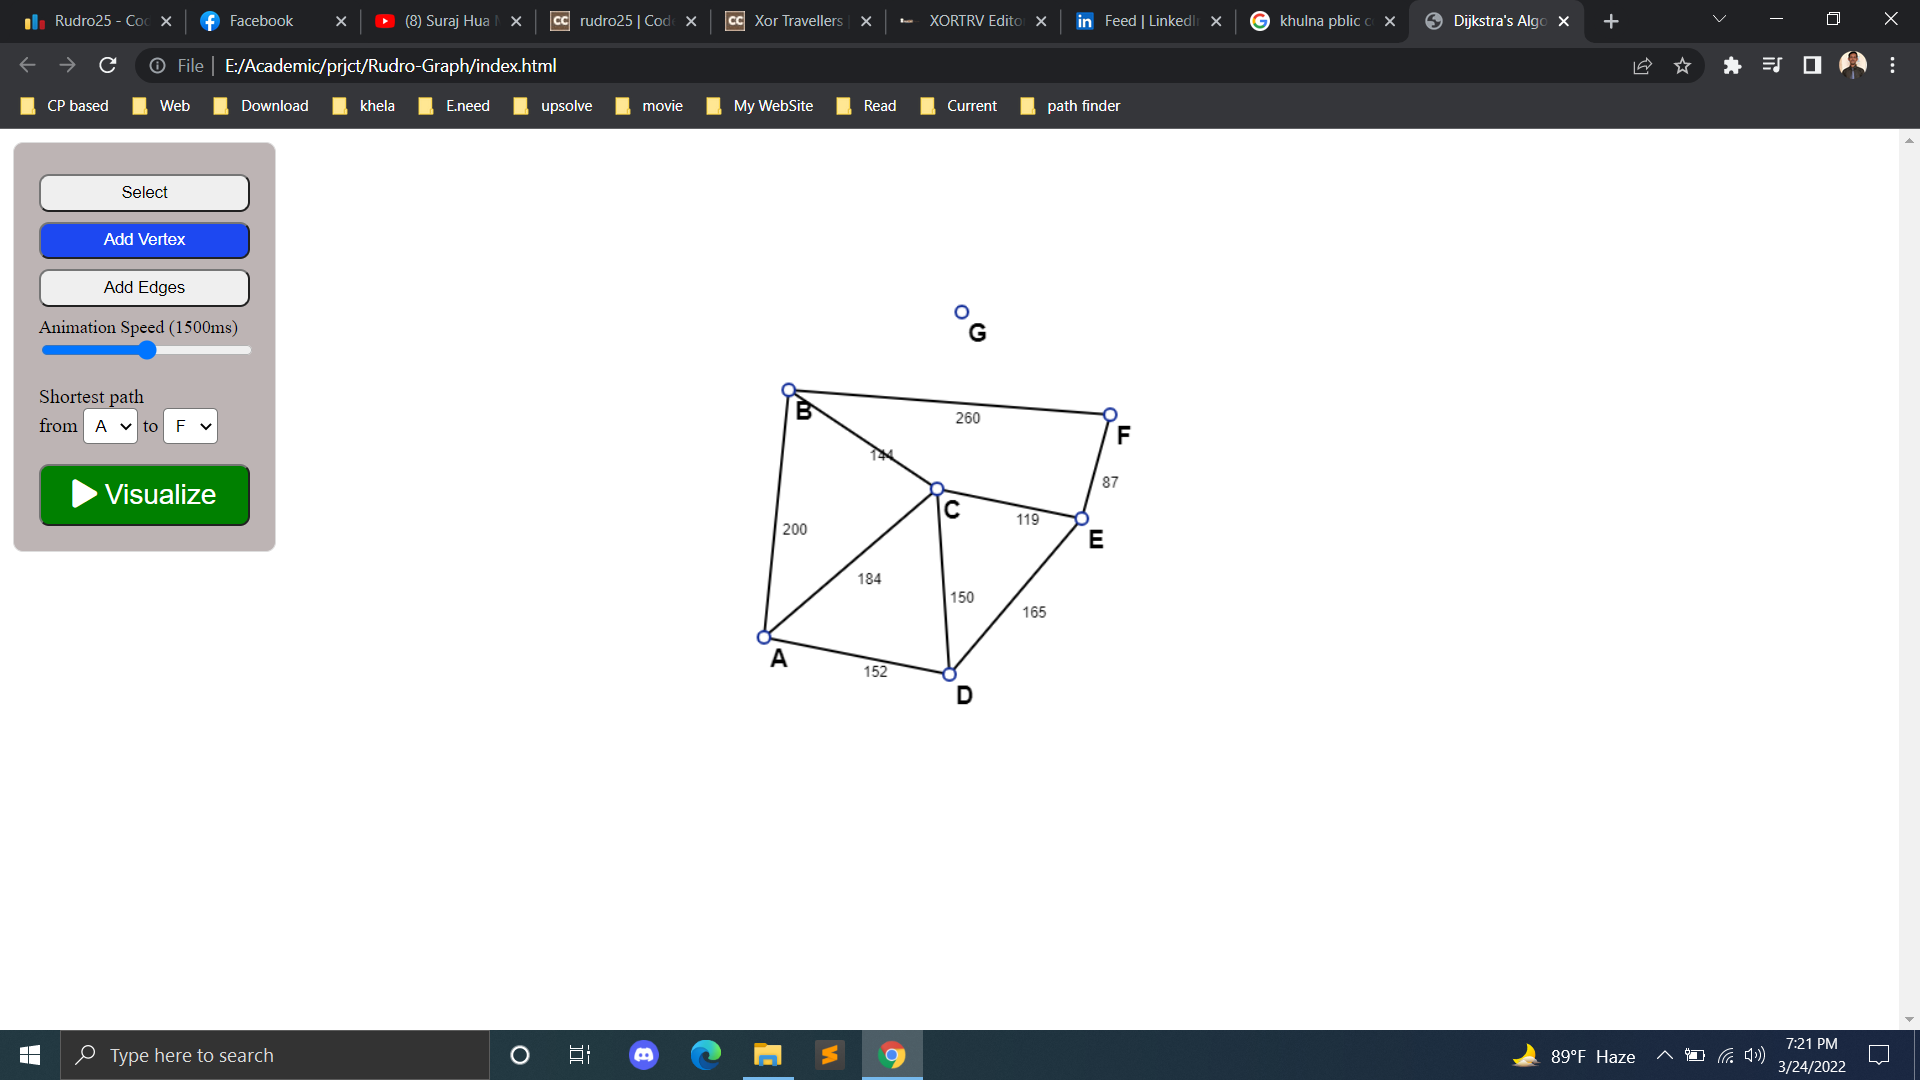 Rudro25 - Coc
Facebook
(8) Suraj Hua
rudro25 | Cod
Xor Travellers
XORTRV Edito
Feed | LinkedI
khulna pblic c
Dijkstra's Algo
File
E:/Academic/prjct/Rudro-Graph/index.html
CP based
Web
Download
khela
E.need
upsolve
movie
My WebSite
Read
Current
path finder
Select
Add Vertex
Add Edges
Animation Speed (1500ms)
Shortest path
from A to F
Visualize
G
B
260
F
144
87
C
119
E
200
184
150
165
A
152
D
Type here to search
89°F Haze
7:21 PM
3/24/2022